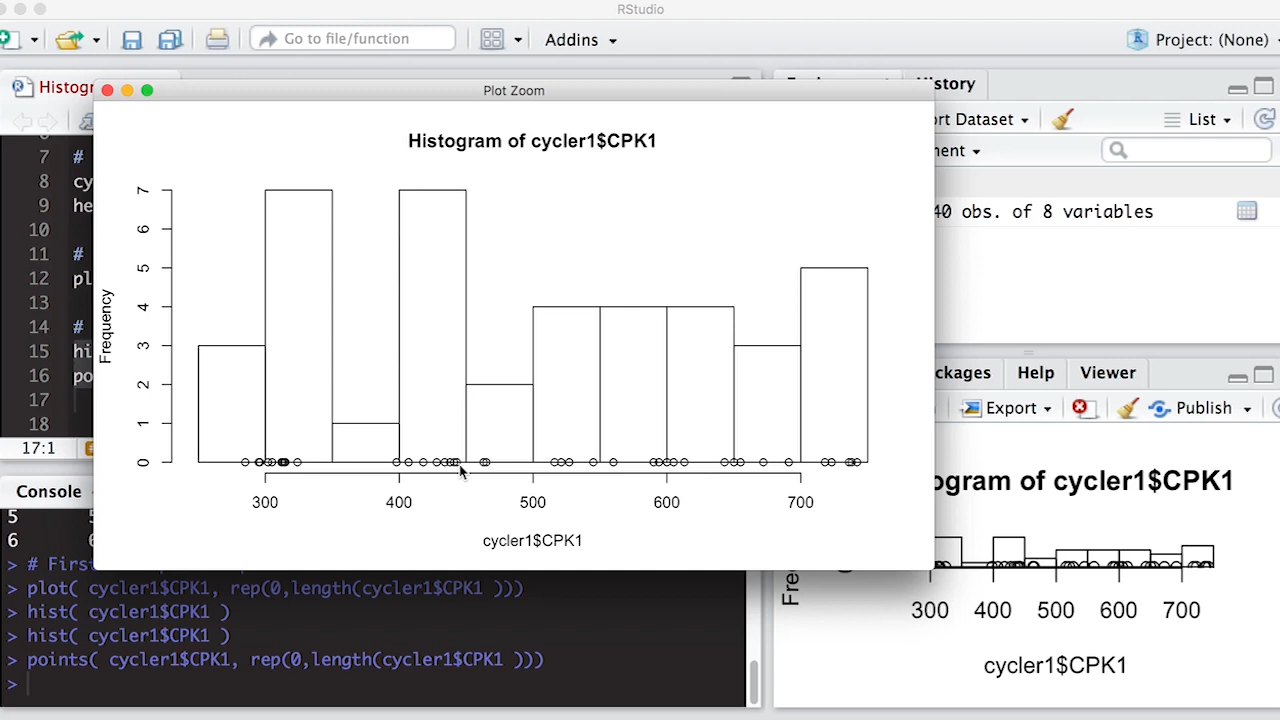 RStudio
Go to file/function
Addins
Project: (None)
Histogr
Plot Zoom
History
ort Dataset
List
ment
7 #
8 cy
9 he
10
11 #
12 pl
13
14 #
15 hi
16 po
17
18
17:1
40 obs. of 8 variables
Histogram of cycler1$CPK1
7
6
5
4
3
2
1
0
Frequency
300 400 500 600 700
cycler1$CPK1
ckages Help Viewer
Export Publish
ogram of cycler1$CPK1
Fre
300 400 500 600 700
cycler1$CPK1
Console
5 5
6 6
> # First
> plot( cycler1$CPK1, rep(0,length(cycler1$CPK1 )))
> hist( cycler1$CPK1 )
> hist( cycler1$CPK1 )
> points( cycler1$CPK1, rep(0,length(cycler1$CPK1 )))
>